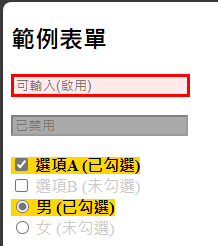 範例表單
可輸入(啟用)
已禁用
選項A (已勾選)
選項B (未勾選)
男 (已勾選)
女 (未勾選)